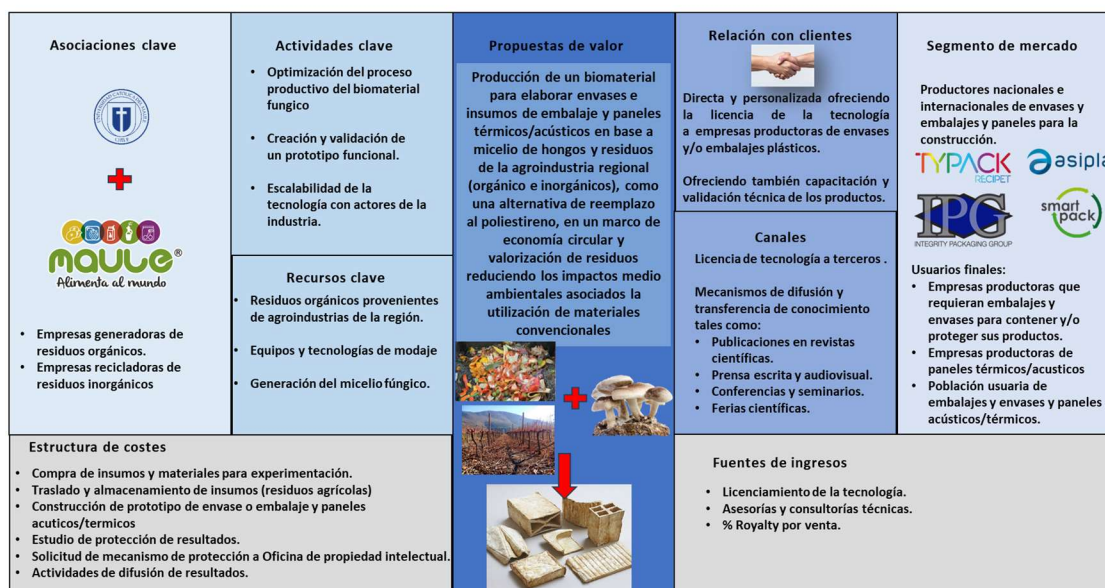 Asociaciones clave
MAULE®
Alimenta al mundo
• Empresas generadoras de
residuos orgánicos.
• Empresas recicladoras de
residuos inorgánicos
Actividades clave
• Optimización del proceso
productivo del biomaterial
fungico
• Creación y validación de
un prototipo funcional.
• Escalabilidad de la
tecnología con actores de la
industria.
Recursos clave
• Residuos orgánicos provenientes
de agroindustrias de la región.
• Equipos y tecnologías de modaje
• Generación del micelio fúngico.
Propuestas de valor
Producción de un biomaterial
para elaborar envases e
insumos de embalaje y paneles
térmicos/acústicos en base a
micelio de hongos y residuos
de la agroindustria regional
(orgánico e inorgánicos), como
una alternativa de reemplazo
al poliestireno, en un marco de
economía circular y
valorización de residuos
reduciendo los impactos medio
ambientales asociados la
utilización de materiales
convencionales
Relación con clientes
Directa y personalizada ofreciendo
la licencia de la tecnología
a empresas productoras de envases
y/o embalajes plásticos.
Ofreciendo también capacitación y
validación técnica de los productos.
Canales
Licencia de tecnología a terceros .
Mecanismos de difusión y
transferencia de conocimiento
tales como:
• Publicaciones en revistas
científicas.
• Prensa escrita y audiovisual.
• Conferencias y seminarios.
• Ferias científicas.
Segmento de mercado
Productores nacionales e
internacionales de envases y
embalajes y paneles para la
construcción.
TYPACK
RECIPET
asipla
IPG
INTEGRITY PACKAGING GROUP
smart
pack
Usuarios finales:
• Empresas productoras que
requieran embalajes y
envases para contener y/o
proteger sus productos.
• Empresas productoras de
paneles térmicos/acusticos
• Población usuaria de
embalajes y envases y paneles
acústicos/térmicos.
Estructura de costes
• Compra de insumos y materiales para experimentación.
• Traslado y almacenamiento de insumos (residuos agrícolas)
• Construcción de prototipo de envase o embalaje y paneles
acuticos/termicos
• Estudio de protección de resultados.
• Solicitud de mecanismo de protección a Oficina de propiedad intelectual.
• Actividades de difusión de resultados.
Fuentes de ingresos
• Licenciamiento de la tecnología.
• Asesorías y consultorías técnicas.
• % Royalty por venta.